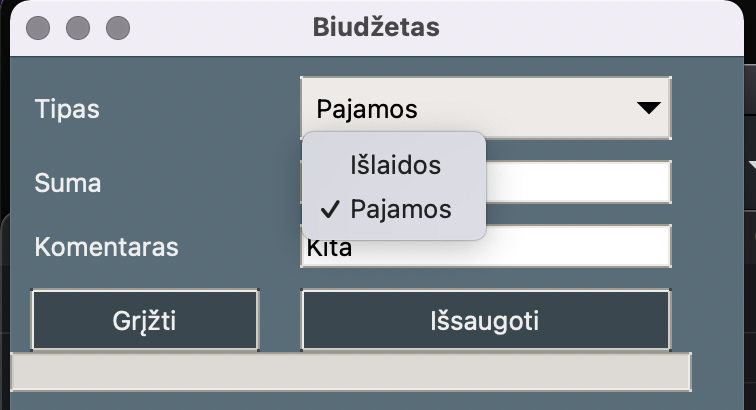 Biudžetas
Tipas
Pajamos
Išlaidos
Suma
Pajamos
Komentaras
Kita
Grįžti
Išsaugoti